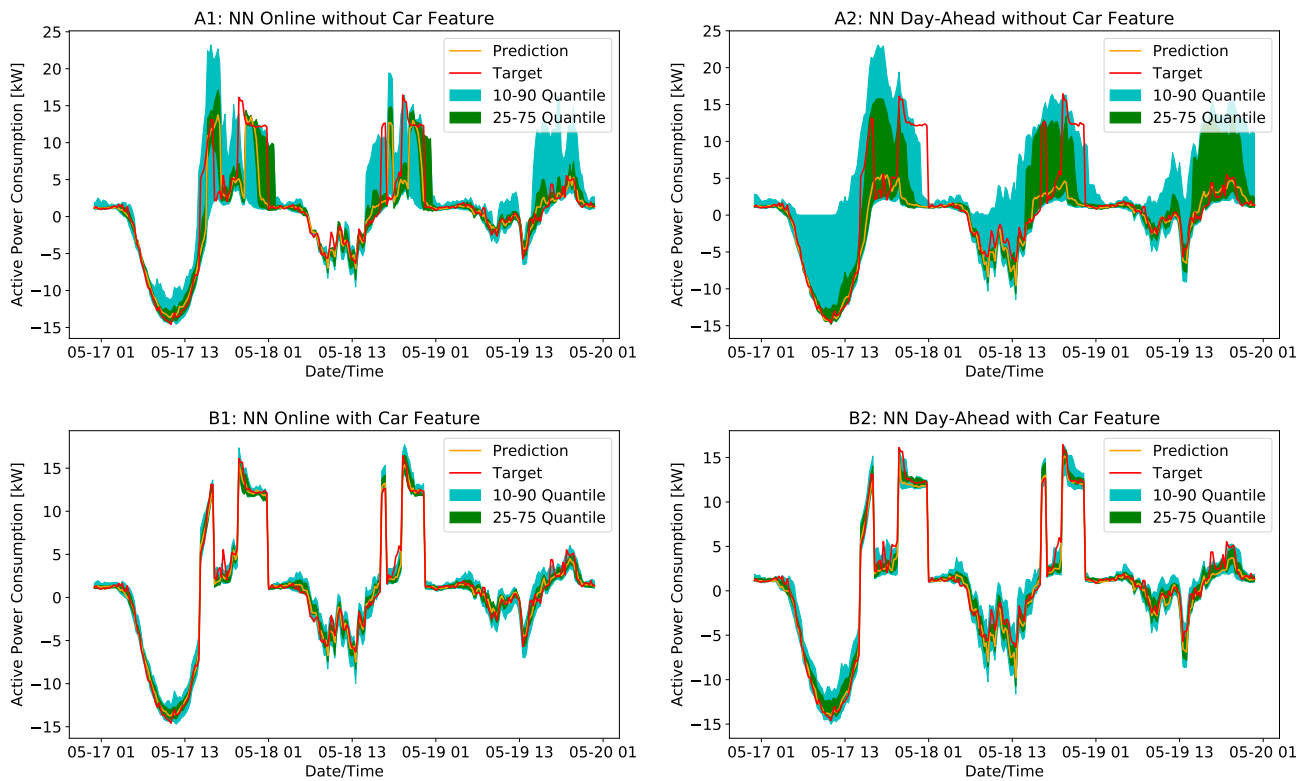 A1: NN Online without Car Feature
Active Power Consumption [kW]
25
20
15
10
5
0
−5
−10
−15
Prediction
Target
10-90 Quantile
25-75 Quantile
05-17 01 05-17 13 05-18 01 05-18 13 05-19 01 05-19 13 05-20 01
Date/Time
A2: NN Day-Ahead without Car Feature
Active Power Consumption [kW]
25
20
15
10
5
0
−5
−10
−15
Prediction
Target
10-90 Quantile
25-75 Quantile
05-17 01 05-17 13 05-18 01 05-18 13 05-19 01 05-19 13 05-20 01
Date/Time
B1: NN Online with Car Feature
Active Power Consumption [kW]
15
10
5
0
−5
−10
−15
Prediction
Target
10-90 Quantile
25-75 Quantile
05-17 01 05-17 13 05-18 01 05-18 13 05-19 01 05-19 13 05-20 01
Date/Time
B2: NN Day-Ahead with Car Feature
Active Power Consumption [kW]
15
10
5
0
−5
−10
−15
Prediction
Target
10-90 Quantile
25-75 Quantile
05-17 01 05-17 13 05-18 01 05-18 13 05-19 01 05-19 13 05-20 01
Date/Time